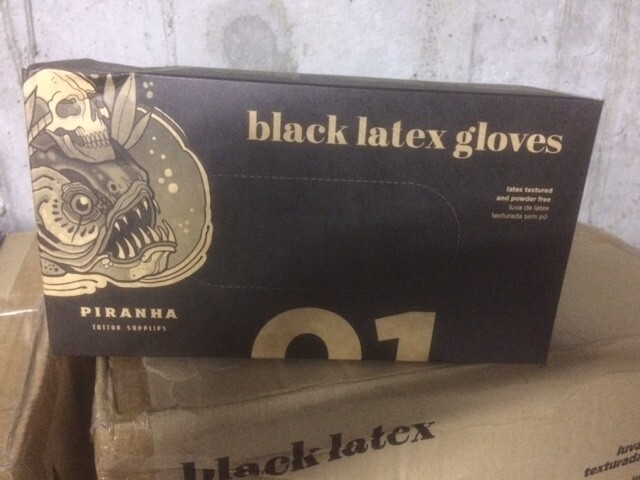 black latex gloves
latex textured
and powder free
luva de latex
texturada sem pó
PIRANHA
TATTOO SUPPLIES
01
black latex
luva
texturada